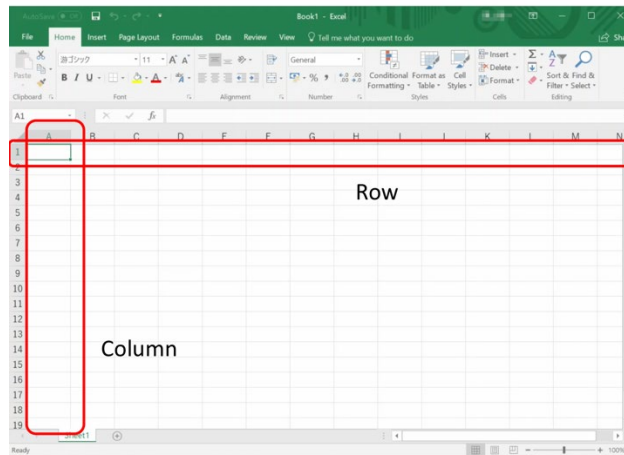 AutoSave
Book1 - Excel
File Home Insert Page Layout Formulas Data Review View Tell me what you want to do Sha
Paste
游ゴシック 11 A A
General
Conditional Format as Cell
Formatting Table Styles
Insert
Delete
Format
Sort & Find &
Filter Select
B I U A % 
Clipboard Font Alignment Number Styles Cells Editing
A1 fx
A B C D E F G H I J K L M N
1
2
3
Row
4
5
6
7
8
9
10
11
12
13
Column
14
15
16
17
18
19
Sheet1
Ready 100%